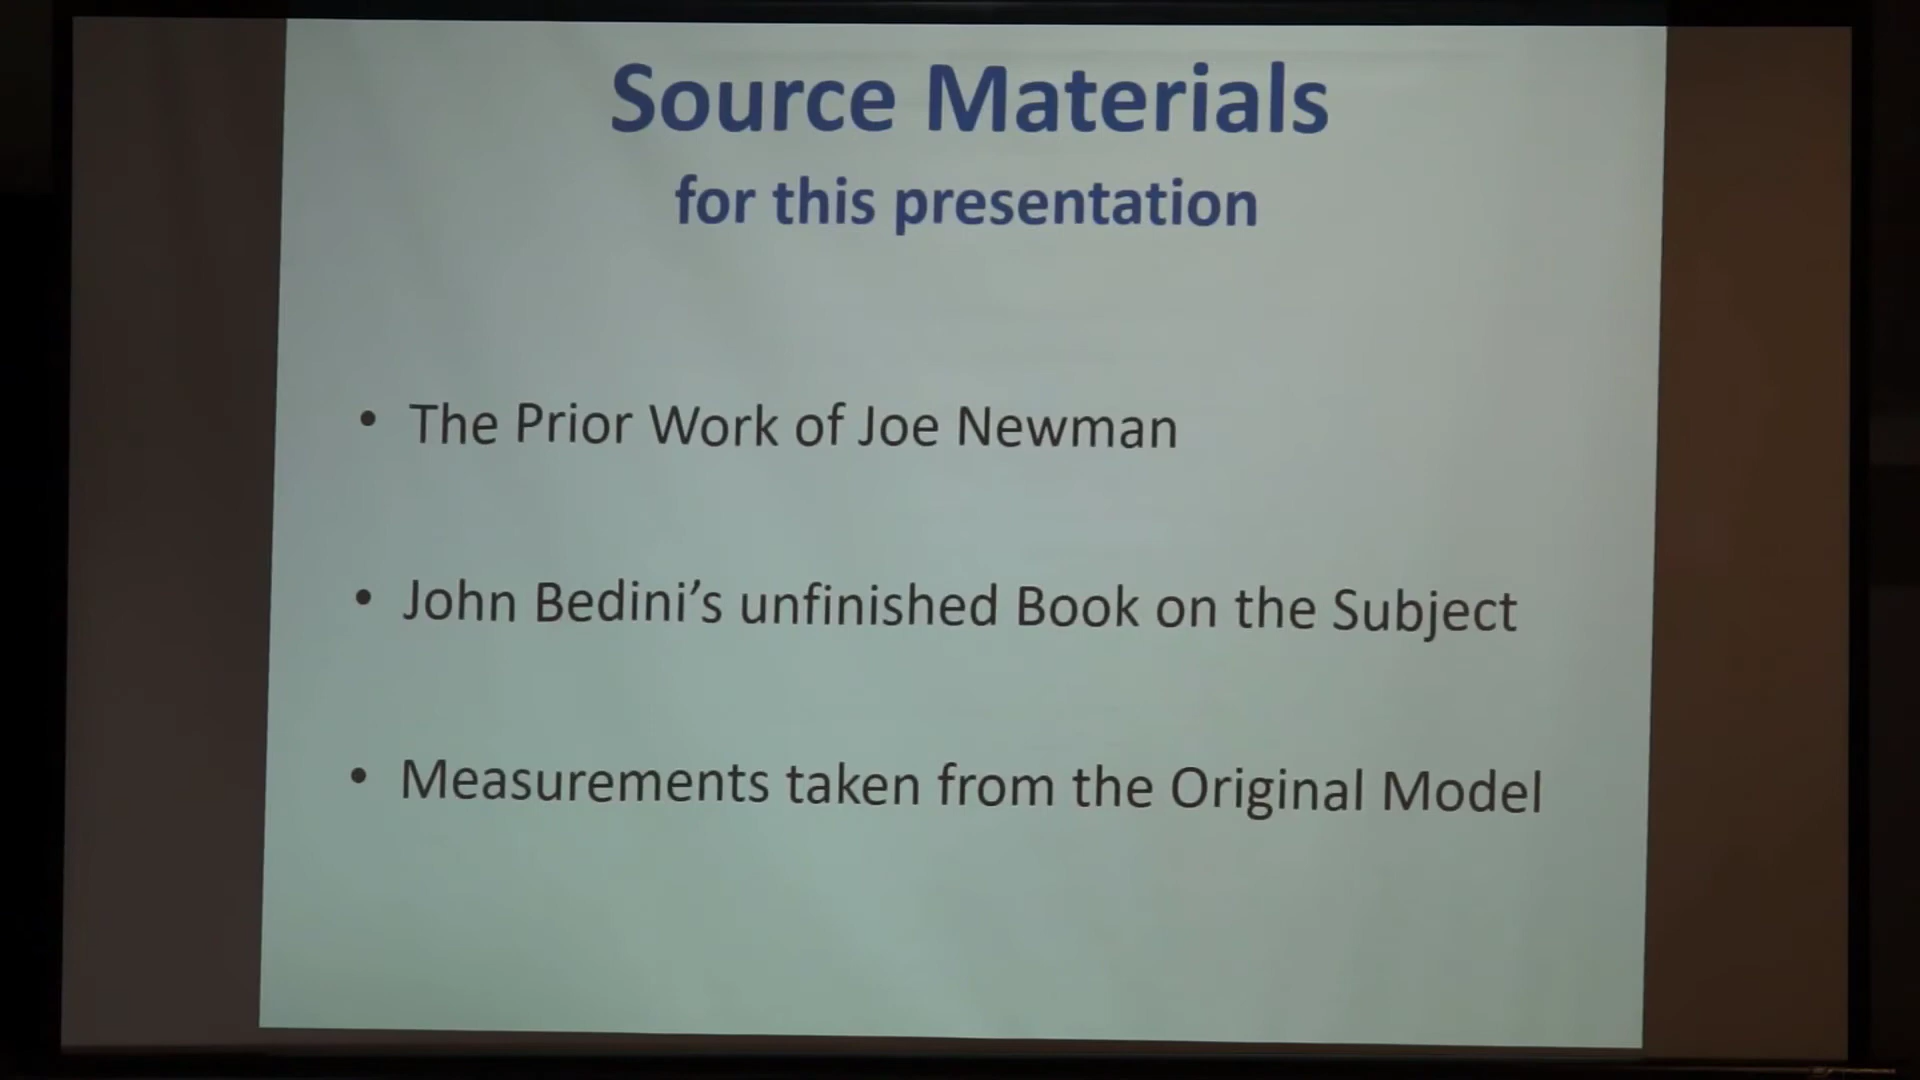 Source Materials
for this presentation
• The Prior Work of Joe Newman
• John Bedini’s unfinished Book on the Subject
• Measurements taken from the Original Model